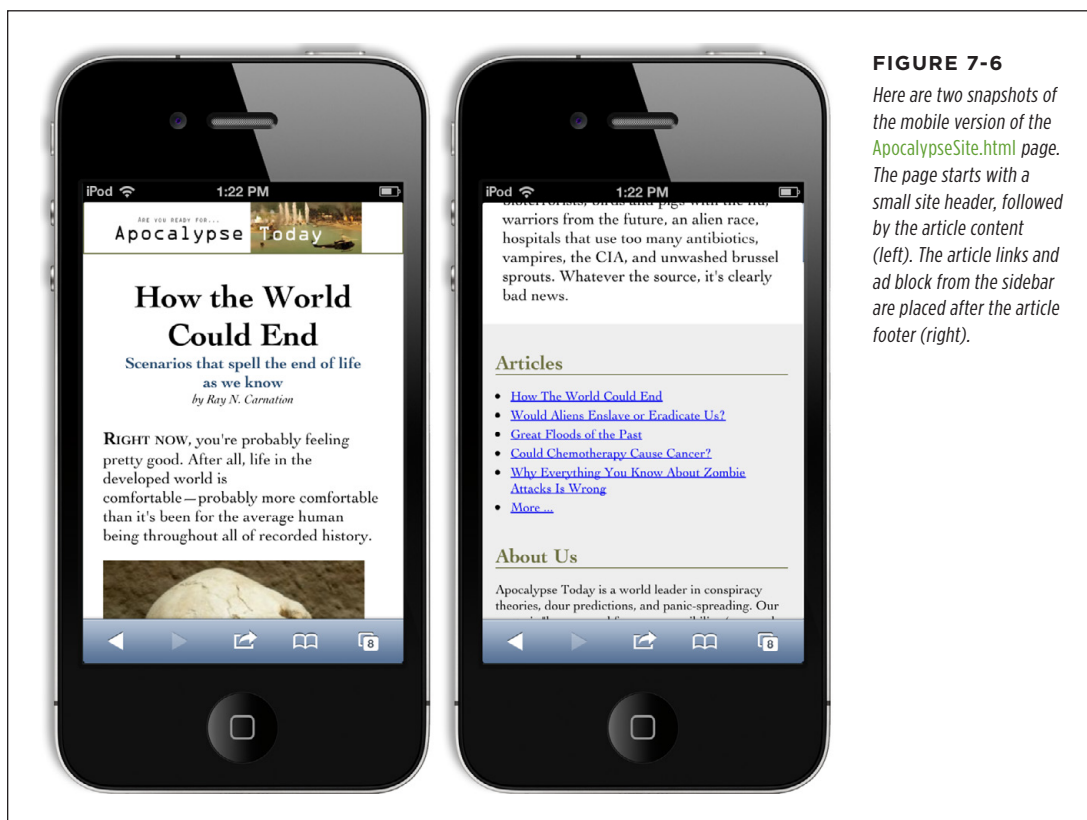 iPod 1:22 PM
ARE YOU READY FOR...
Apocalypse Today
How the World
Could End
Scenarios that spell the end of life
as we know
by Ray N. Carnation
RIGHT NOW, you're probably feeling
pretty good. After all, life in the
developed world is
comfortable—probably more comfortable
than it's been for the average human
being throughout all of recorded history.
8
iPod 1:22 PM
bioterrorists, birds and pigs with the flu,
warriors from the future, an alien race,
hospitals that use too many antibiotics,
vampires, the CIA, and unwashed brussel
sprouts. Whatever the source, it's clearly
bad news.
Articles
• How The World Could End
• Would Aliens Enslave or Eradicate Us?
• Great Floods of the Past
• Could Chemotherapy Cause Cancer?
• Why Everything You Know About Zombie
Attacks Is Wrong
• More ...
About Us
Apocalypse Today is a world leader in conspiracy
theories, dour predictions, and panic-spreading. Our
8
FIGURE 7-6
Here are two snapshots of
the mobile version of the
ApocalypseSite.html page.
The page starts with a
small site header, followed
by the article content
(left). The article links and
ad block from the sidebar
are placed after the article
footer (right).